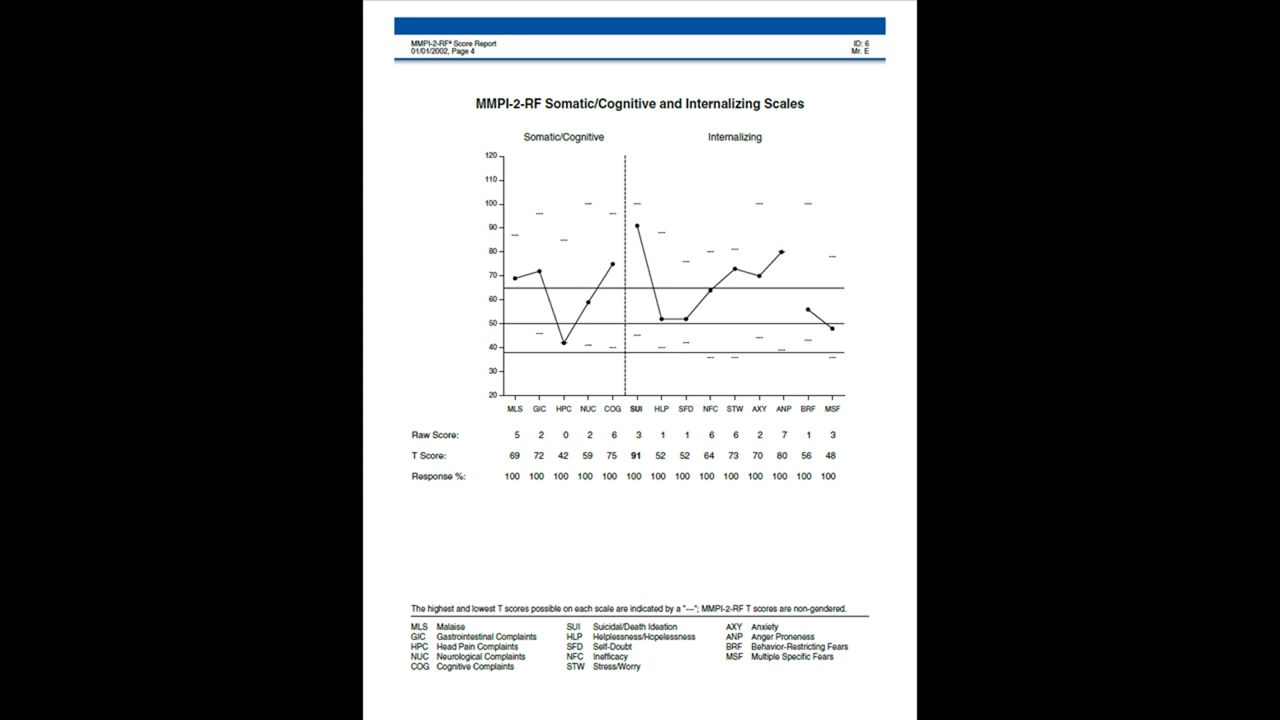 MMPI-2-RF® Score Report ID: 6
01/01/2002, Page 4 Mr. E
MMPI-2-RF Somatic/Cognitive and Internalizing Scales
Somatic/Cognitive Internalizing
120
110
100
90
80
70
60
50
40
30
20
MLS GIC HPC NUC COG SUI HLP SFD NFC STW AXY ANP BRF MSF
Raw Score: 5 2 0 2 6 3 1 1 6 6 2 7 1 3
T Score: 69 72 42 59 75 91 52 52 64 73 70 80 56 48
Response %: 100 100 100 100 100 100 100 100 100 100 100 100 100 100
The highest and lowest T scores possible on each scale are indicated by a "---"; MMPI-2-RF T scores are non-gendered.
MLS Malaise SUI Suicidal/Death Ideation AXY Anxiety
GIC Gastrointestinal Complaints HLP Helplessness/Hopelessness ANP Anger Proneness
HPC Head Pain Complaints SFD Self-Doubt BRF Behavior-Restricting Fears
NUC Neurological Complaints NFC Inefficacy MSF Multiple Specific Fears
COG Cognitive Complaints STW Stress/Worry